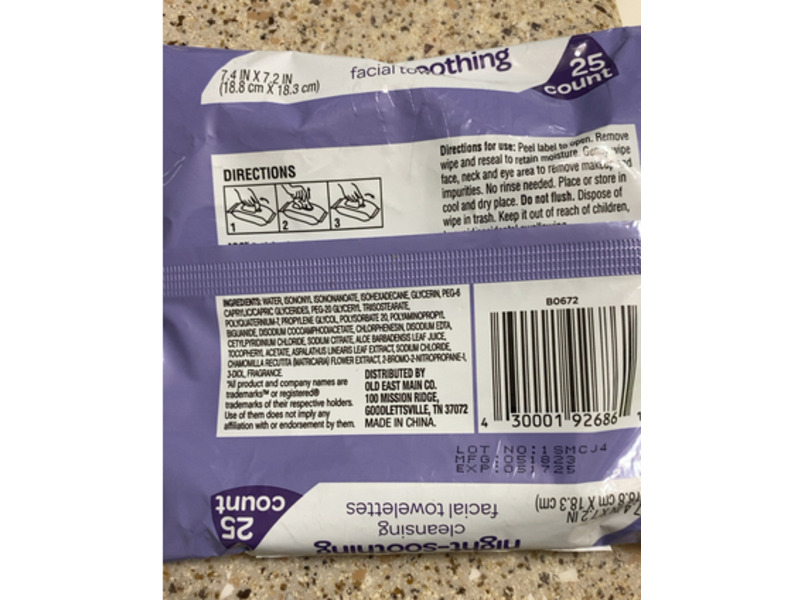 7.4 IN X 7.2 IN
(18.8 cm X 18.3 cm)
facial
oothing
25
count
DIRECTIONS
1 2 3
Directions for use: Peel label to open. Remove
wipe and reseal to retain moisture. Gently wipe
face, neck and eye area to remove makeup and
impurities. No rinse needed. Place or store in
cool and dry place. Do not flush. Dispose of
wipe in trash. Keep it out of reach of children,
INGREDIENTS: WATER, ISONONYL ISONONANOATE, ISOHEXADECANE, GLYCERIN, PEG-6
CAPRYLIC/CAPRIC GLYCERIDES, PEG-20 GLYCERYL TRIISOSTEARATE,
POLYQUATERNIUM-7, PROPYLENE GLYCOL, POLYSORBATE 20, POLYAMINOPROPYL
BIGUANIDE, DISODIUM COCOAMPHODIACETATE, CHLORPHENESIN, DISODIUM EDTA,
CETYLPYRIDINIUM CHLORIDE, SODIUM CITRATE, ALOE BARBADENSIS LEAF JUICE,
TOCOPHERYL ACETATE, ASPALATHUS LINEARIS LEAF EXTRACT, SODIUM CHLORIDE,
CHAMOMILLA RECUTITA (MATRICARIA) FLOWER EXTRACT, 2-BROMO-2-NITROPROPANE-1,
3-DIOL, FRAGRANCE.
*All product and company names are
trademarks™ or registered®
trademarks of their respective holders.
Use of them does not imply any
affiliation with or endorsement by them.
DISTRIBUTED BY
OLD EAST MAIN CO.
100 MISSION RIDGE,
GOODLETTSVILLE, TN 37072
MADE IN CHINA.
B0672
4 30001 92686 1
LOT NO:1SMCJ4
MFG:051823
EXP:051725
25
count
night-soothing
cleansing
facial towelettes
7.4 IN X 7.2 IN
(18.8 cm X 18.3 cm)